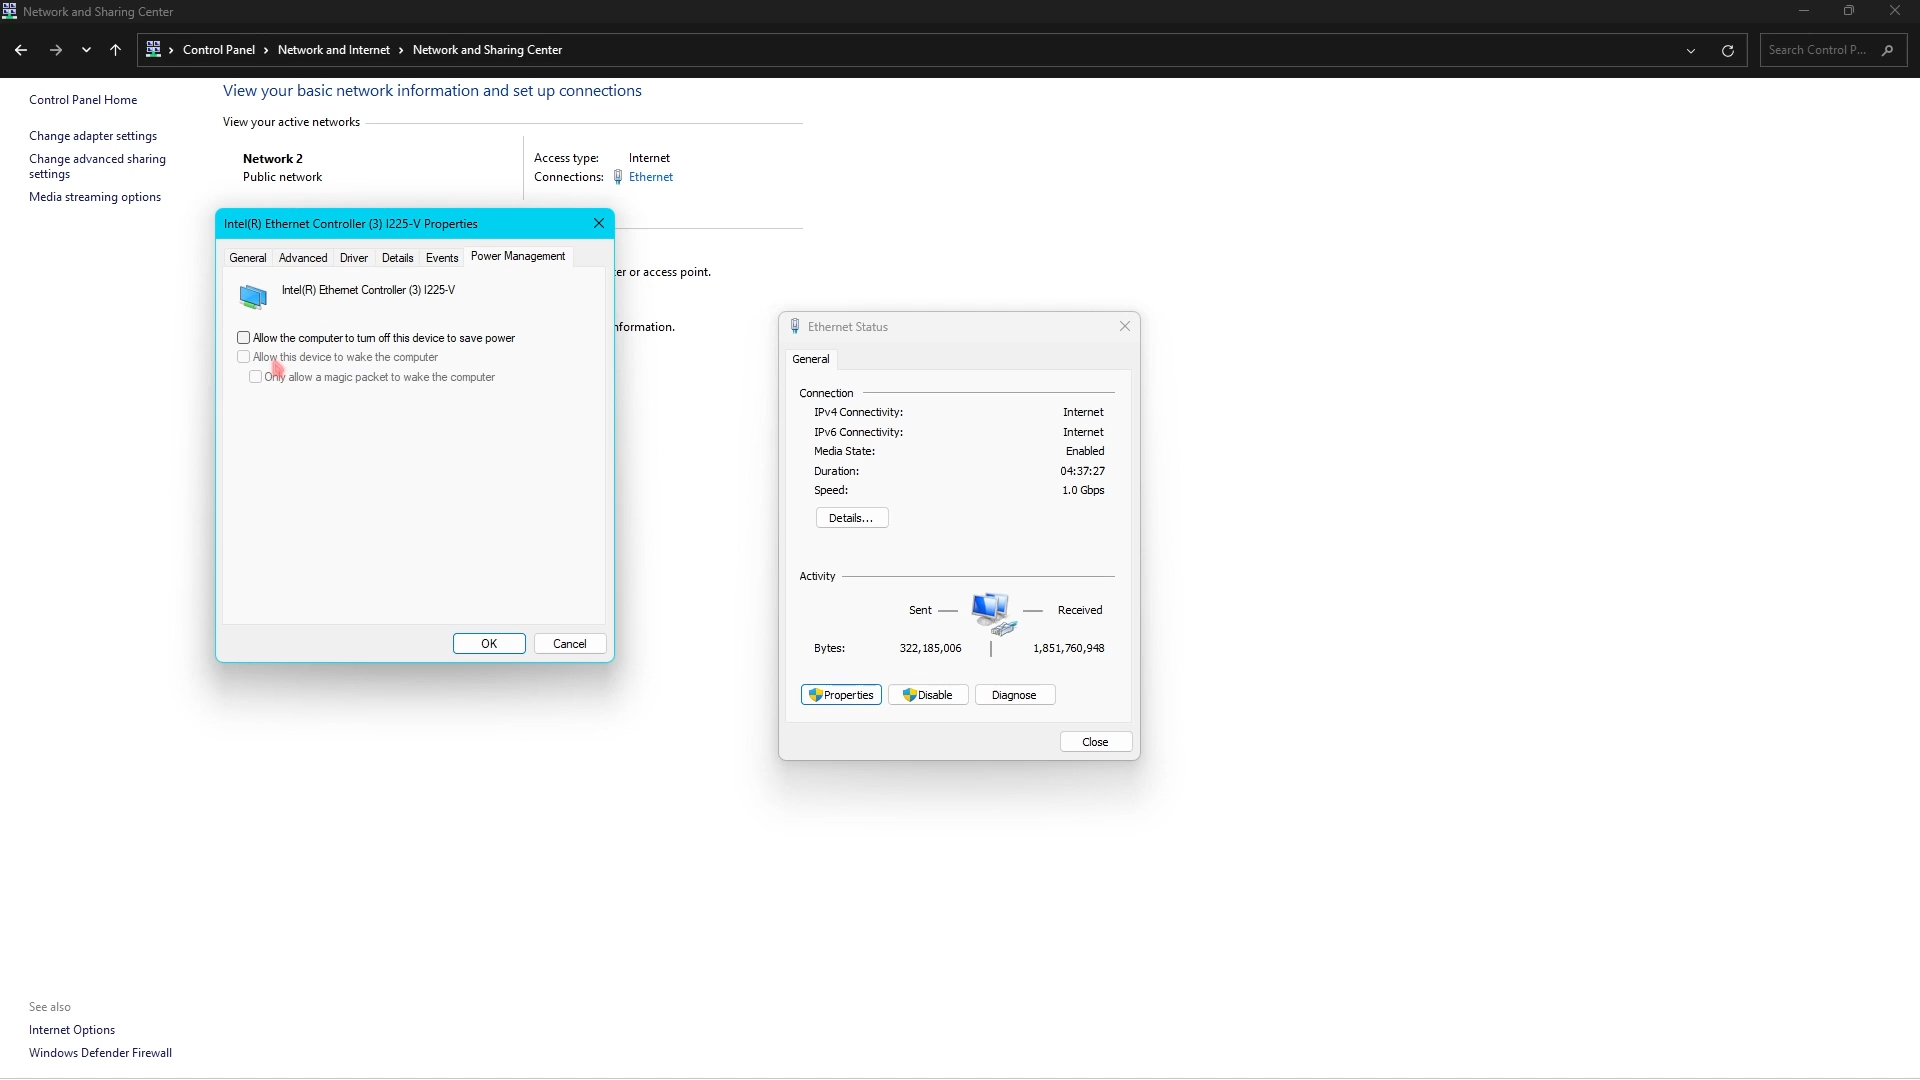 Network and Sharing Center
Control Panel > Network and Internet > Network and Sharing Center
Search Control P...
Control Panel Home
Change adapter settings
Change advanced sharing
settings
Media streaming options
View your basic network information and set up connections
View your active networks
Network 2
Public network
Access type: Internet
Connections: Ethernet
or access point.
Intel(R) Ethernet Controller (3) I225-V Properties
General Advanced Driver Details Events Power Management
Intel(R) Ethernet Controller (3) I225-V
Allow the computer to turn off this device to save power
Allow this device to wake the computer
Only allow a magic packet to wake the computer
OK Cancel
Ethernet Status
General
Connection
IPv4 Connectivity: Internet
IPv6 Connectivity: Internet
Media State: Enabled
Duration: 04:37:27
Speed: 1.0 Gbps
Details...
Activity
Sent — Received
Bytes: 322,185,006 | 1,851,760,948
Properties Disable Diagnose
Close
See also
Internet Options
Windows Defender Firewall